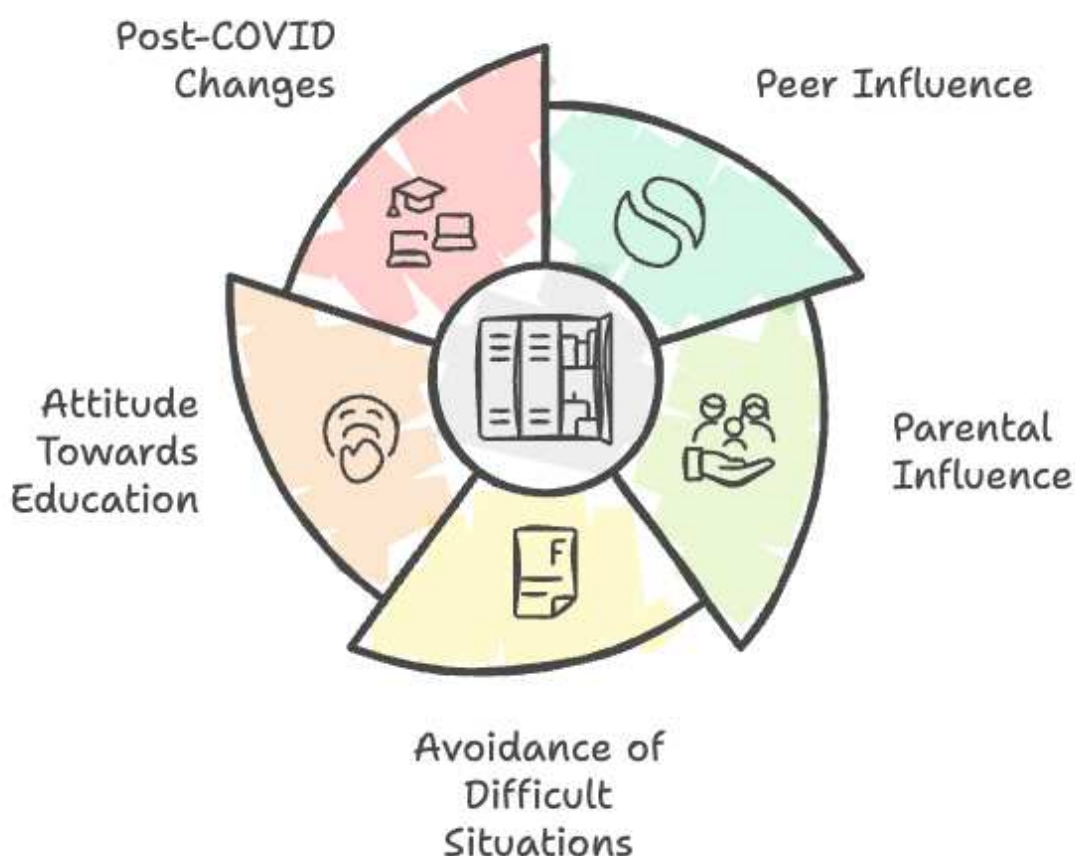 Post-COVID
Changes
Peer Influence
Attitude
Towards
Education
Parental
Influence
F
Avoidance of
Difficult
Situations